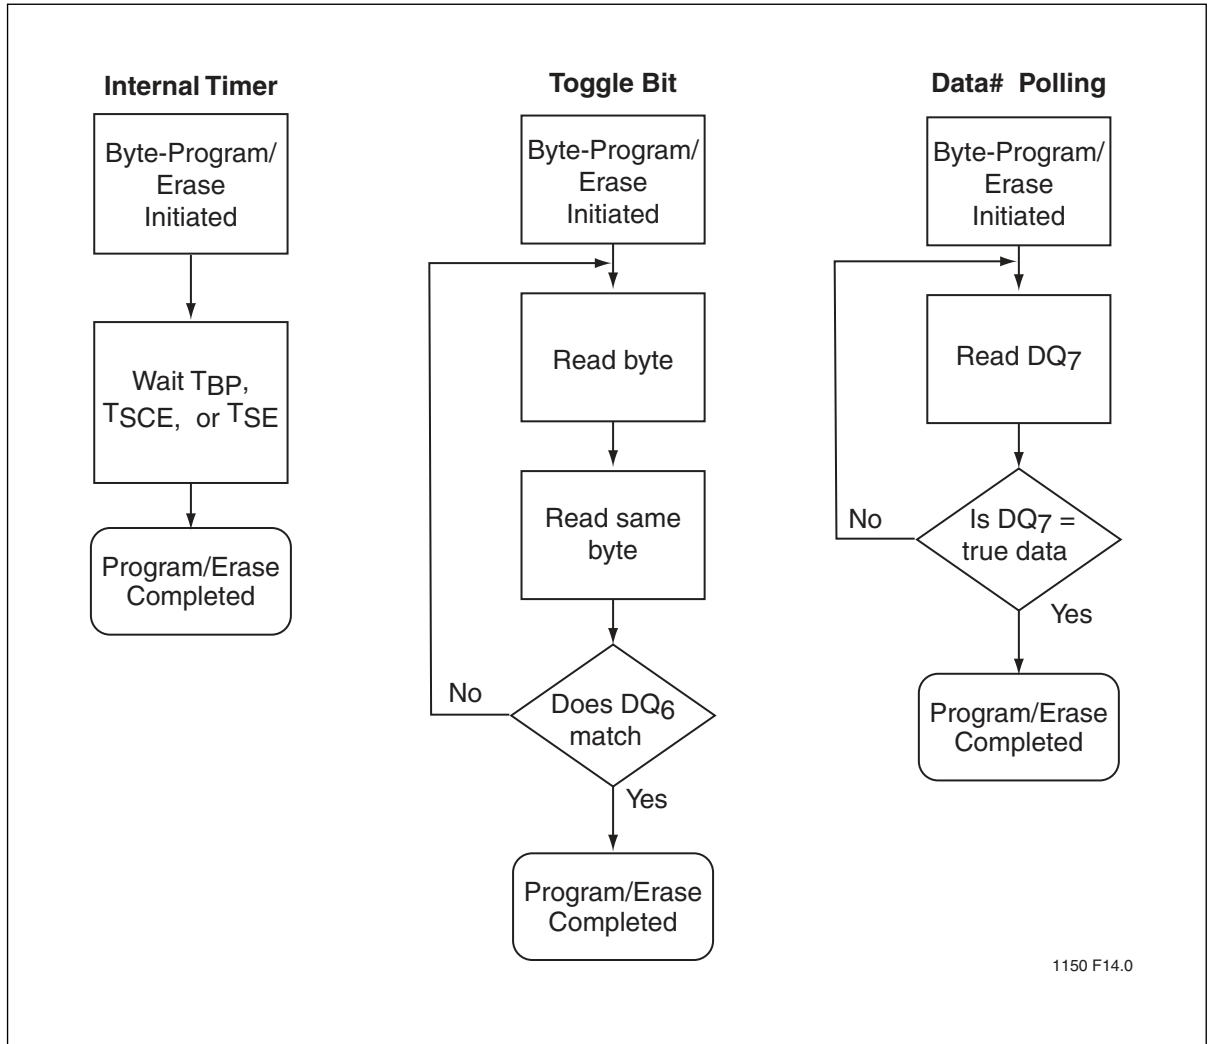 Internal Timer
Byte-Program/
Erase
Initiated
Wait TBP,
TSCE, or TSE
Program/Erase
Completed
Toggle Bit
Byte-Program/
Erase
Initiated
Read byte
Read same
byte
Does DQ6
match
No
Yes
Program/Erase
Completed
Data# Polling
Byte-Program/
Erase
Initiated
Read DQ7
Is DQ7 =
true data
No
Yes
Program/Erase
Completed
1150 F14.0